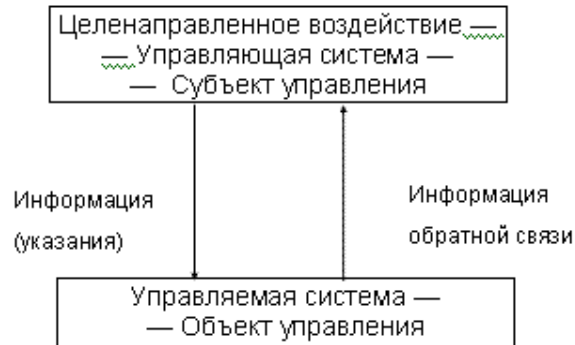 Целенаправленное воздействие —
— Управляющая система —
— Субъект управления
Информация
(указания)
Информация
обратной связи
Управляемая система —
— Объект управления